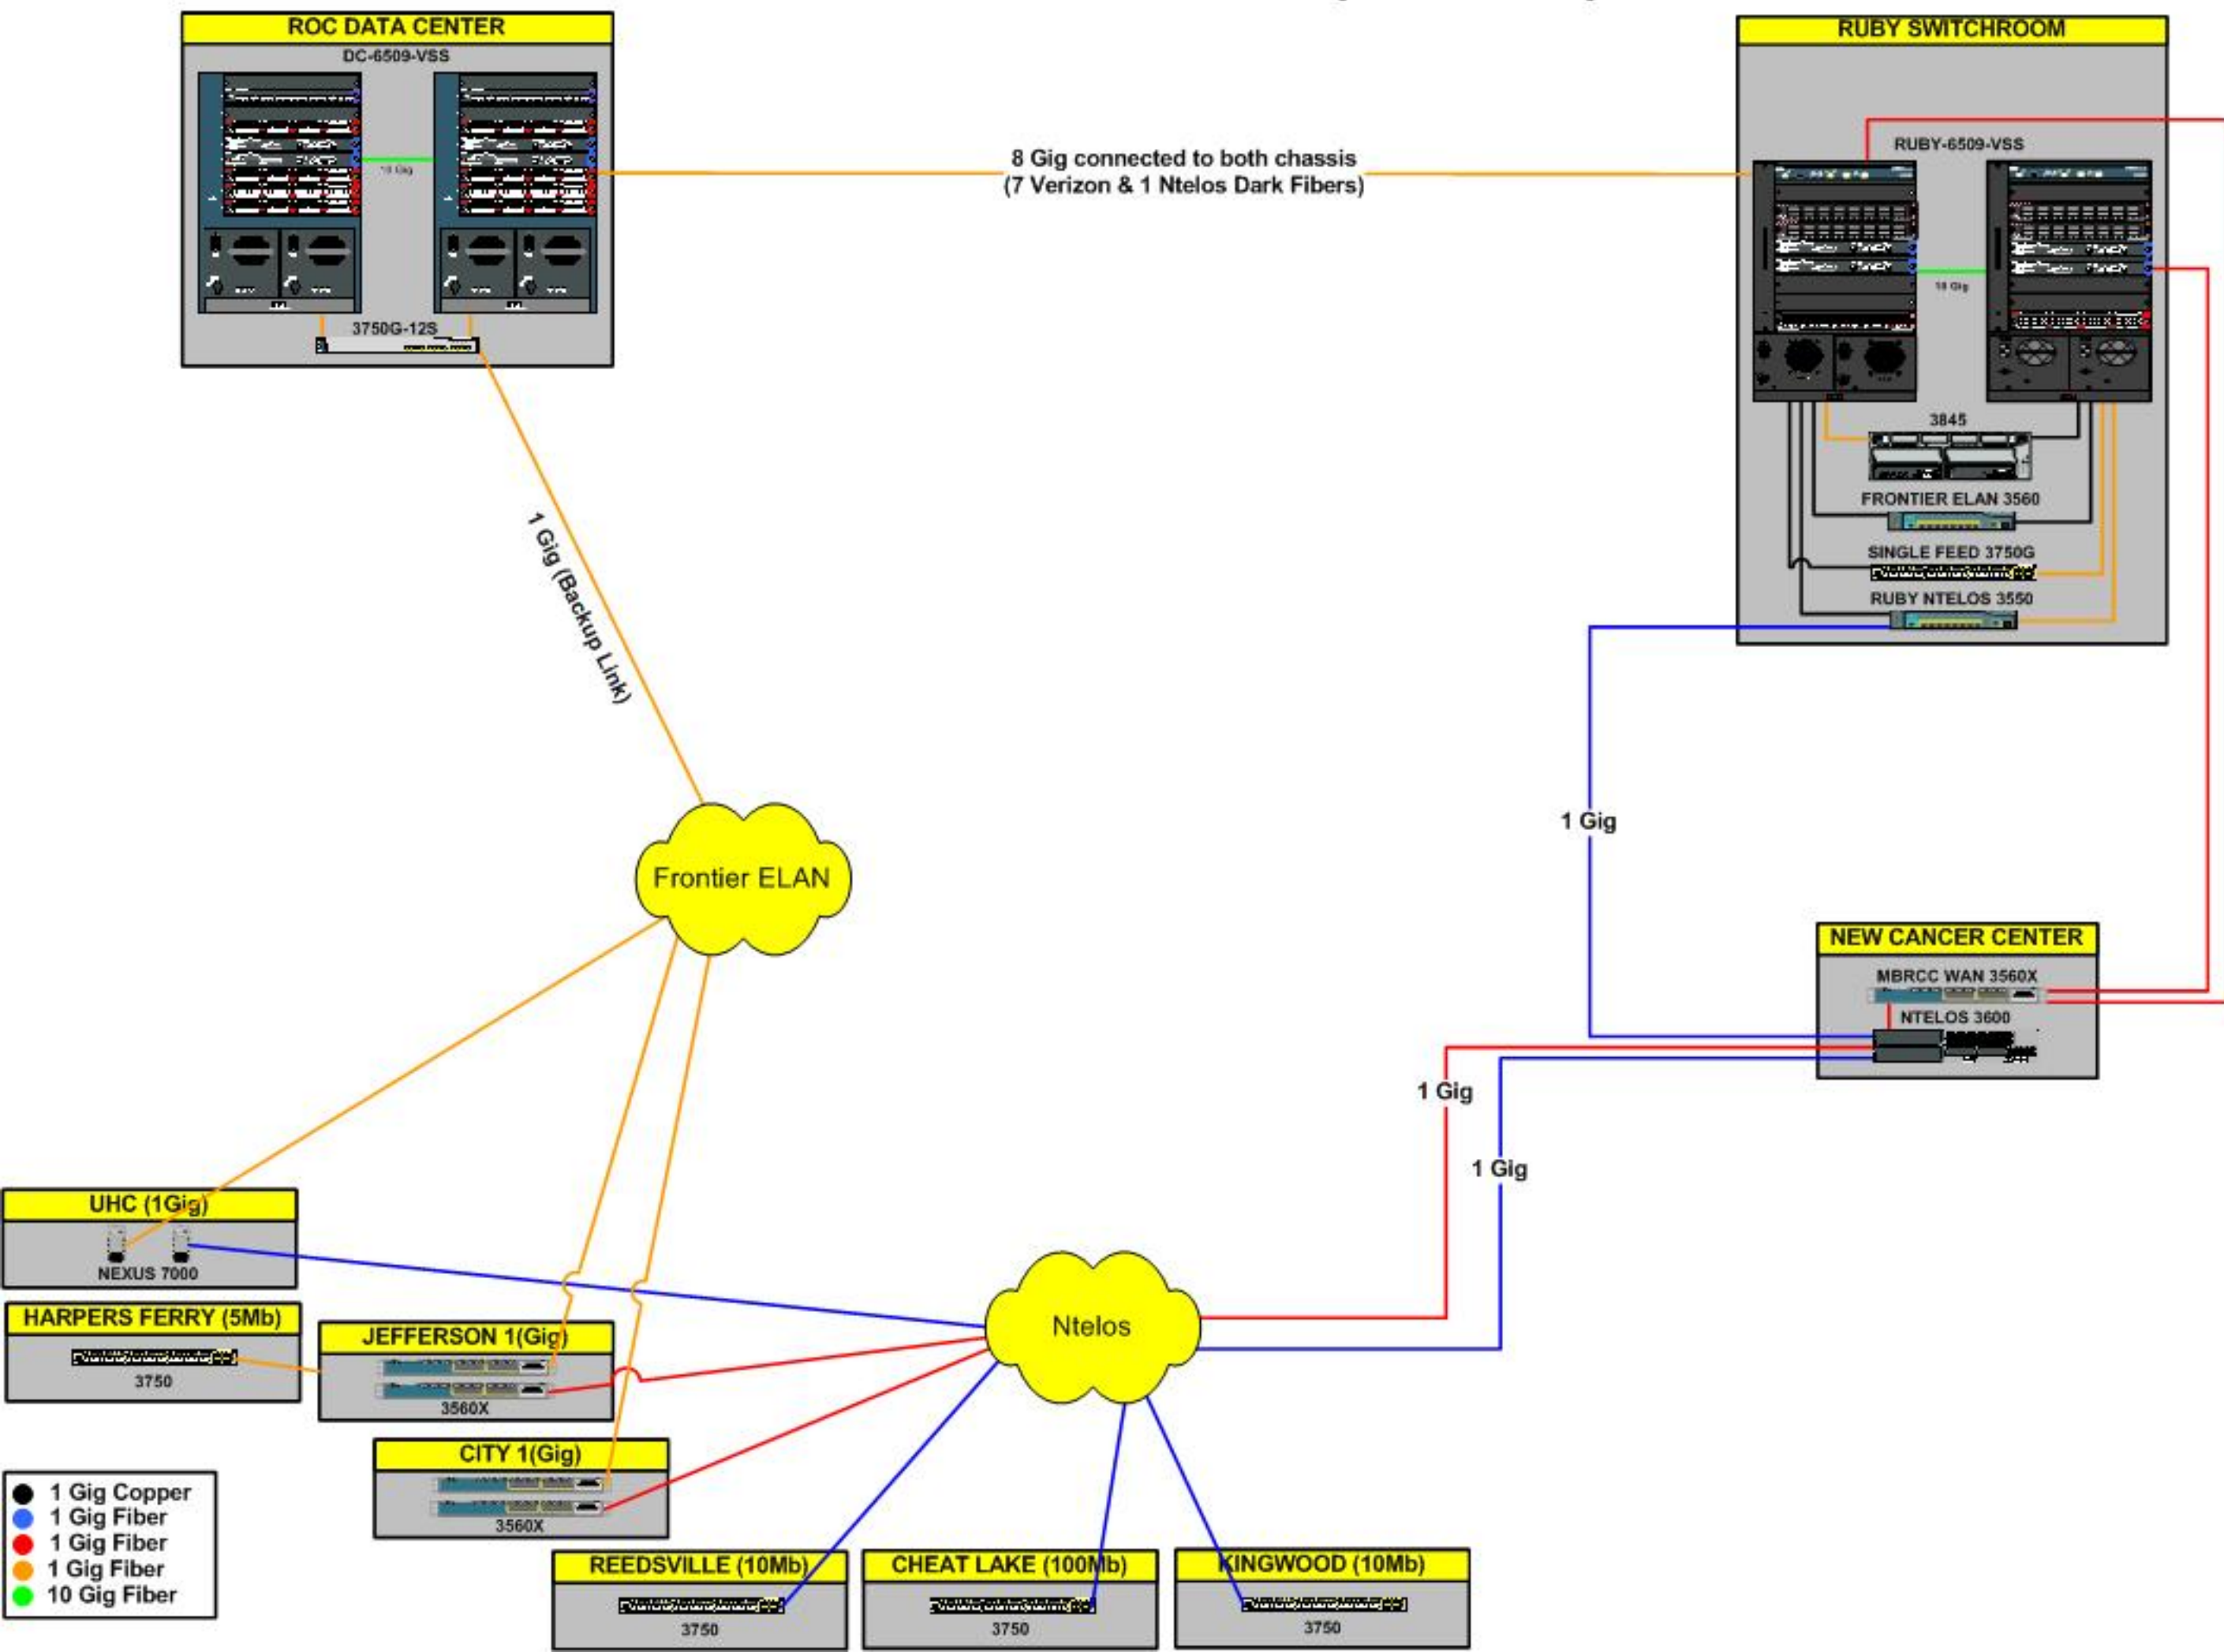 ROC DATA CENTER
DC-6509-VSS
10 Gig
3750G-12S
8 Gig connected to both chassis
(7 Verizon & 1 Ntelos Dark Fibers)
RUBY SWITCHROOM
RUBY-6509-VSS
10 Gig
3845
FRONTIER ELAN 3560
SINGLE FEED 3750G
RUBY NTELOS 3550
1 Gig (Backup Link)
Frontier ELAN
1 Gig
NEW CANCER CENTER
MBRCC WAN 3560X
NTELOS 3600
1 Gig
1 Gig
UHC (1Gig)
NEXUS 7000
HARPERS FERRY (5Mb)
3750
JEFFERSON 1(Gig)
3560X
Ntelos
CITY 1(Gig)
3560X
1 Gig Copper
1 Gig Fiber
1 Gig Fiber
1 Gig Fiber
10 Gig Fiber
REEDSVILLE (10Mb)
3750
CHEAT LAKE (100Mb)
3750
KINGWOOD (10Mb)
3750